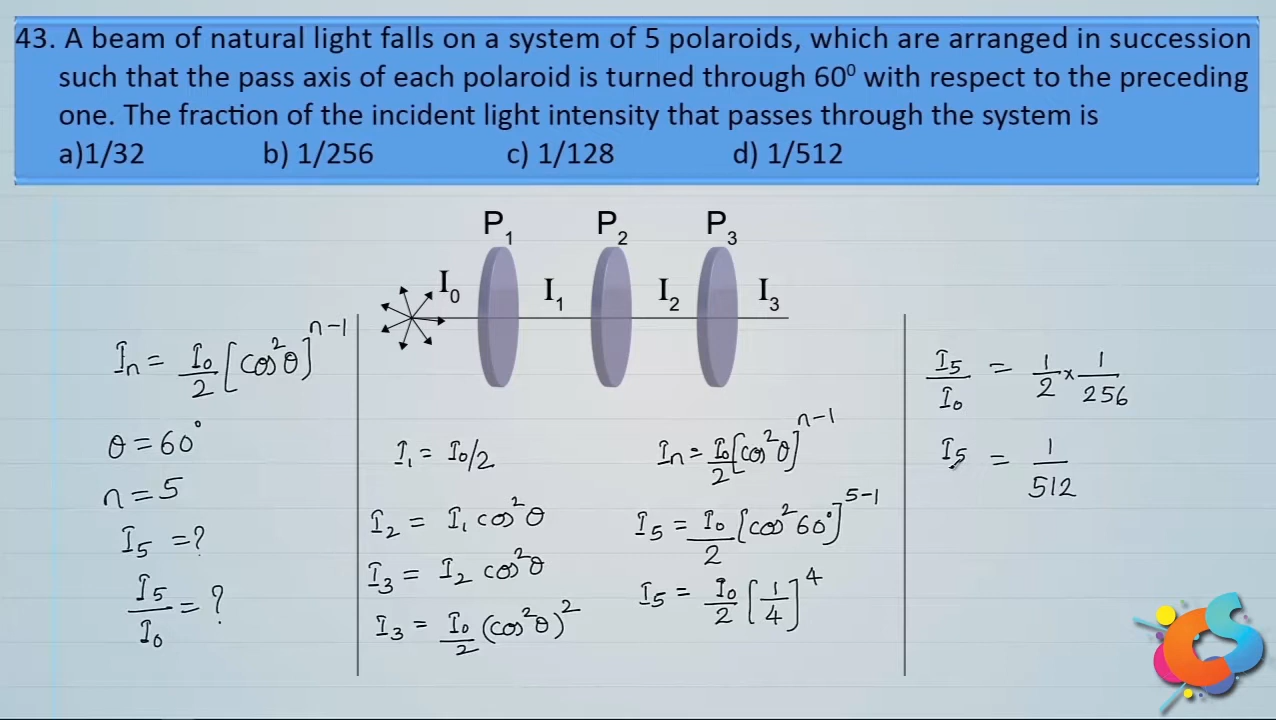 43. A beam of natural light falls on a system of 5 polaroids, which are arranged in succession
such that the pass axis of each polaroid is turned through 60⁰ with respect to the preceding
one. The fraction of the incident light intensity that passes through the system is
a)1/32 b) 1/256 c) 1/128 d) 1/512
P₁ P₂ P₃
I₀ I₁ I₂ I₃
Iₙ = I₀/2 [cos²θ]ⁿ⁻¹
θ = 60°
n = 5
I₅ = ?
I₅/I₀ = ?
I₁ = I₀/2
I₂ = I₁ cos²θ
I₃ = I₂ cos²θ
I₃ = I₀/2 (cos²θ)²
Iₙ = I₀/2 [cos²θ]ⁿ⁻¹
I₅ = I₀/2 [cos²60°]⁵⁻¹
I₅ = I₀/2 [1/4]⁴
I₅/I₀ = 1/2 × 1/256
I₅ = 1/512
CS